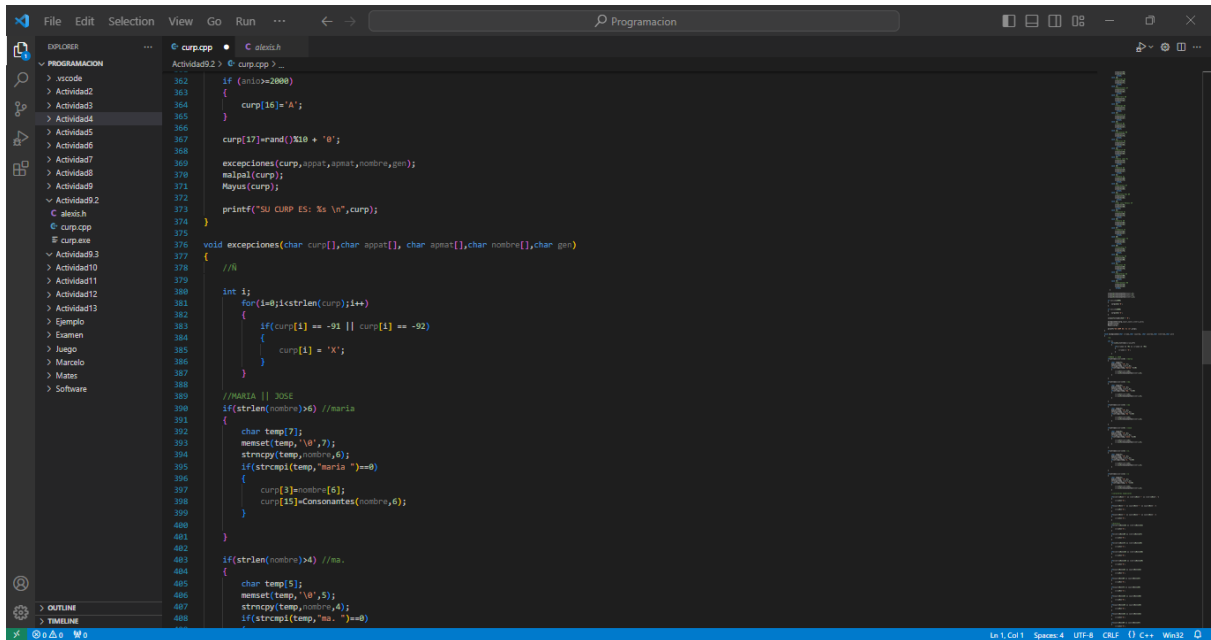 File Edit Selection View Go Run ··· Programacion
EXPLORER ···
PROGRAMACION
> .vscode
> Actividad2
> Actividad3
> Actividad4
> Actividad5
> Actividad6
> Actividad7
> Actividad8
> Actividad9
Actividad9.2
C alexis.h
curp.cpp
curp.exe
Actividad9.3
> Actividad10
> Actividad11
> Actividad12
> Actividad13
> Ejemplo
> Examen
> Juego
> Marcelo
> Mates
> Software
> OUTLINE
> TIMELINE
curp.cpp ● C alexis.h
Actividad9.2 > curp.cpp > ...
362 if (anio>=2000)
363 {
364 curp[16]='A';
365 }
366
367 curp[17]=rand()%10 + '0';
368
369 excepciones(curp,appat,apmat,nombre,gen);
370 malpal(curp);
371 Mayus(curp);
372
373 printf("SU CURP ES: %s \n",curp);
374 }
375
376 void excepciones(char curp[],char appat[], char apmat[],char nombre[],char gen)
377 {
378 //Ñ
379
380 int i;
381 for(i=0;i<strlen(curp);i++)
382 {
383 if(curp[i] == -91 || curp[i] == -92)
384 {
385 curp[i] = 'X';
386 }
387 }
388
389 //MARIA || JOSE
390 if(strlen(nombre)>6) //maria
391 {
392 char temp[7];
393 memset(temp,'\0',7);
394 strncpy(temp,nombre,6);
395 if(strcmpi(temp,"maria ")==0)
396 {
397 curp[3]=nombre[6];
398 curp[15]=Consonantes(nombre,6);
399 }
400
401 }
402
403 if(strlen(nombre)>4) //ma.
404 {
405 char temp[5];
406 memset(temp,'\0',5);
407 strncpy(temp,nombre,4);
408 if(strcmpi(temp,"ma. ")==0)
0 0 0 Ln 1, Col 1 Spaces: 4 UTF-8 CRLF {} C++ Win32